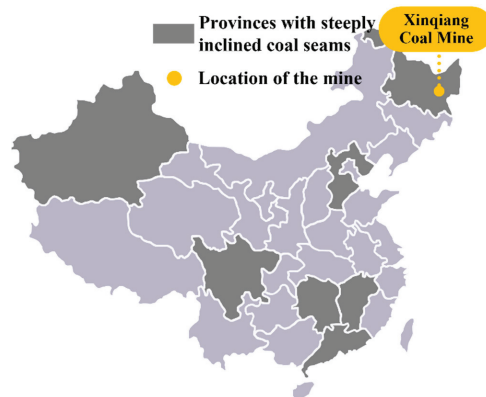 Provinces with steeply
inclined coal seams
Location of the mine
Xinqiang
Coal Mine